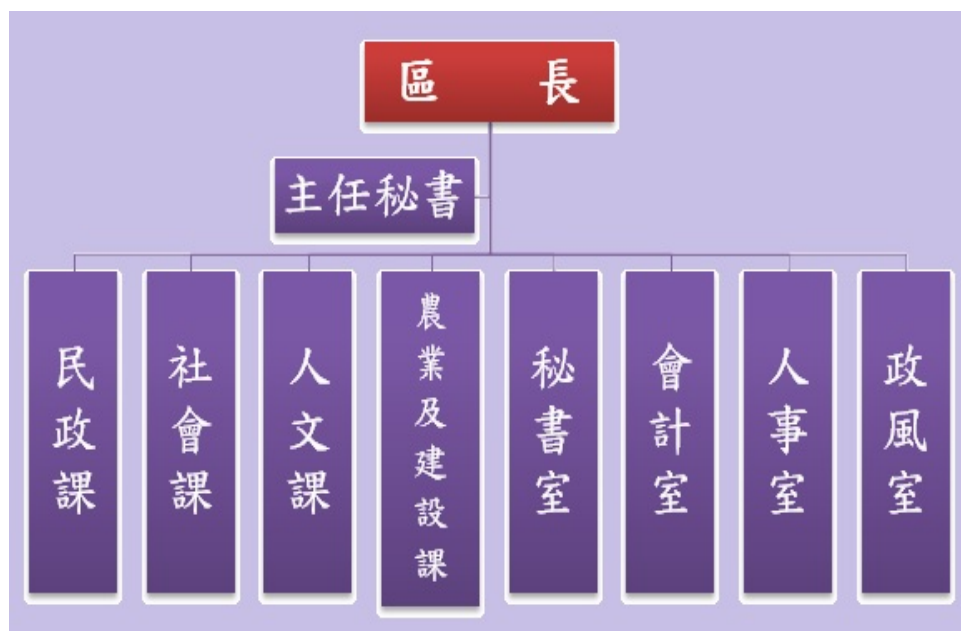 區 長
主任秘書
民政課
社會課
人文課
農業及建設課
秘書室
會計室
人事室
政風室